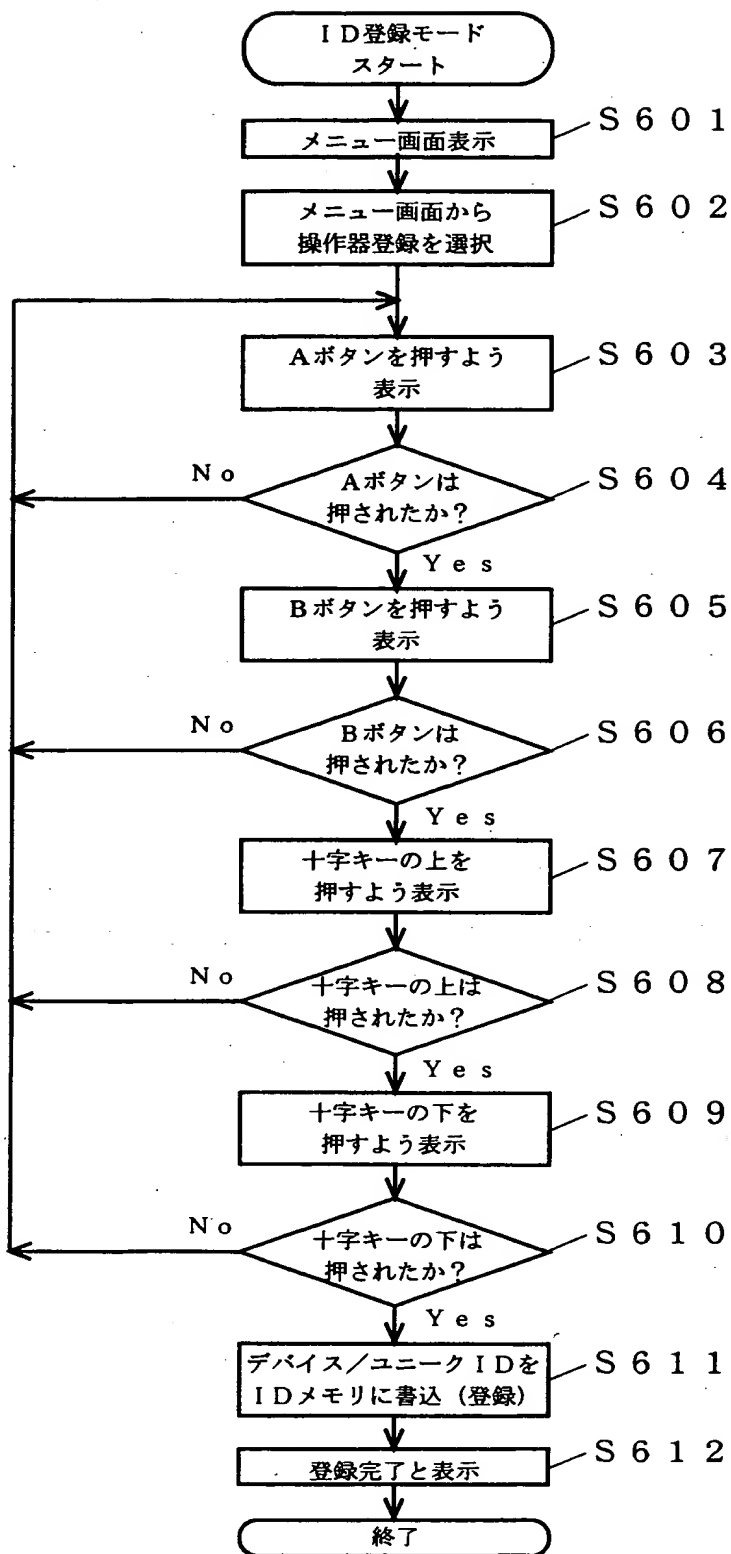 ＩＤ登録モード
スタート
メニュー画面表示
Ｓ６０１
メニュー画面から
操作器登録を選択
Ｓ６０２
Ａボタンを押すよう
表示
Ｓ６０３
Ａボタンは
押されたか？
Ｎｏ
Ｓ６０４
Ｙｅｓ
Ｂボタンを押すよう
表示
Ｓ６０５
Ｂボタンは
押されたか？
Ｎｏ
Ｓ６０６
Ｙｅｓ
十字キーの上を
押すよう表示
Ｓ６０７
十字キーの上は
押されたか？
Ｎｏ
Ｓ６０８
Ｙｅｓ
十字キーの下を
押すよう表示
Ｓ６０９
十字キーの下は
押されたか？
Ｎｏ
Ｓ６１０
Ｙｅｓ
デバイス／ユニークＩＤを
ＩＤメモリに書込（登録）
Ｓ６１１
登録完了と表示
Ｓ６１２
終了